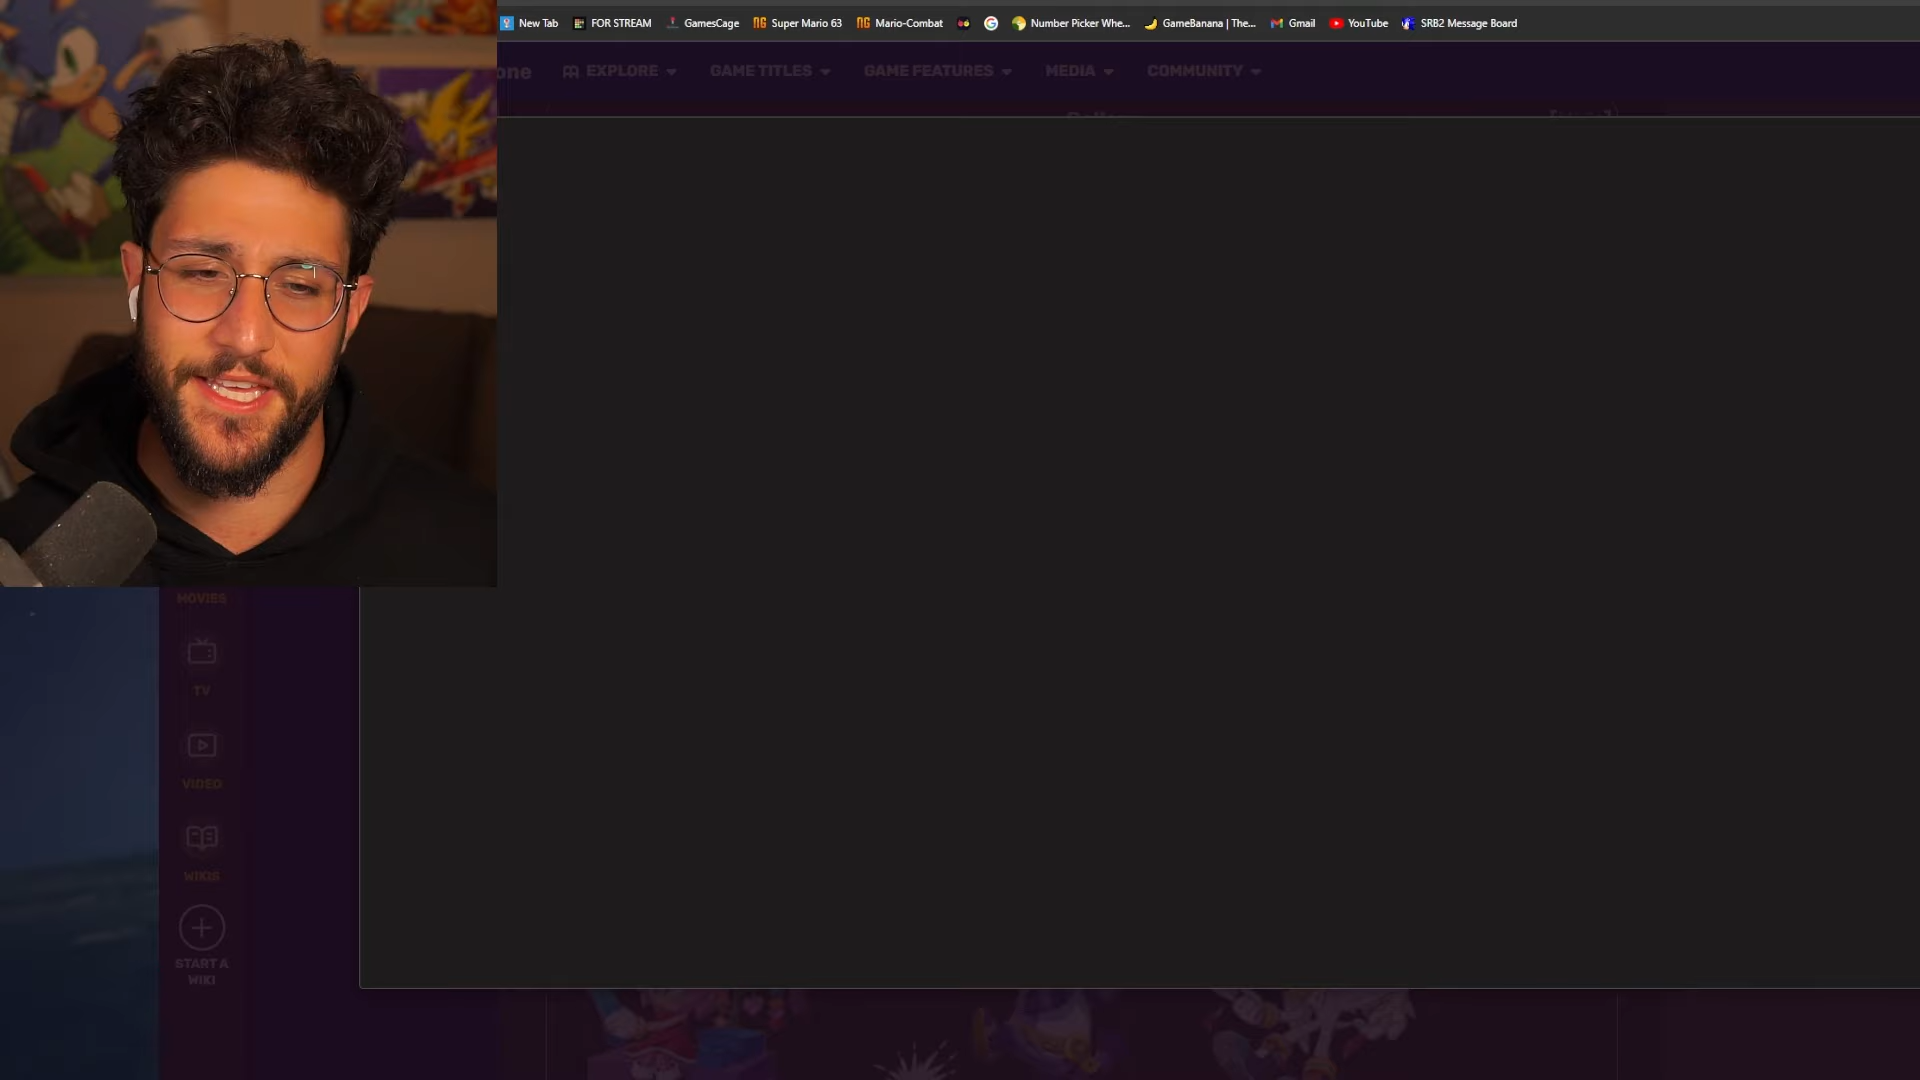 New Tab
FOR STREAM
GamesCage
Super Mario 63
Mario-Combat
Number Picker Whe...
GameBanana | The...
Gmail
YouTube
SRB2 Message Board
one
EXPLORE
GAME TITLES
GAME FEATURES
MEDIA
COMMUNITY
MOVIES
TV
VIDEO
WIKIS
START A
WIKI